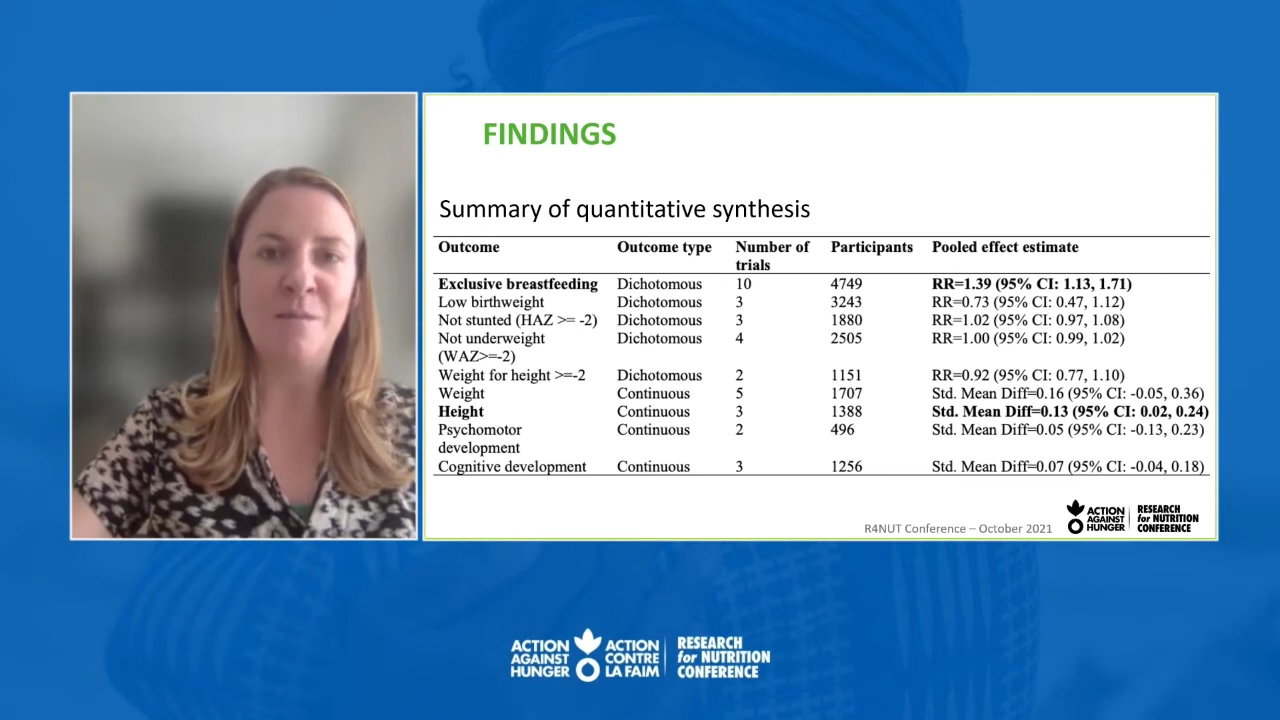 FINDINGS
Summary of quantitative synthesis
Outcome Outcome type Number of trials Participants Pooled effect estimate
Exclusive breastfeeding Dichotomous 10 4749 RR=1.39 (95% CI: 1.13, 1.71)
Low birthweight Dichotomous 3 3243 RR=0.73 (95% CI: 0.47, 1.12)
Not stunted (HAZ >= -2) Dichotomous 3 1880 RR=1.02 (95% CI: 0.97, 1.08)
Not underweight (WAZ>=-2) Dichotomous 4 2505 RR=1.00 (95% CI: 0.99, 1.02)
Weight for height >=-2 Dichotomous 2 1151 RR=0.92 (95% CI: 0.77, 1.10)
Weight Continuous 5 1707 Std. Mean Diff=0.16 (95% CI: -0.05, 0.36)
Height Continuous 3 1388 Std. Mean Diff=0.13 (95% CI: 0.02, 0.24)
Psychomotor development Continuous 2 496 Std. Mean Diff=0.05 (95% CI: -0.13, 0.23)
Cognitive development Continuous 3 1256 Std. Mean Diff=0.07 (95% CI: -0.04, 0.18)
R4NUT Conference – October 2021
ACTION AGAINST HUNGER
RESEARCH for NUTRITION CONFERENCE
ACTION AGAINST HUNGER
ACTION CONTRE LA FAIM
RESEARCH for NUTRITION CONFERENCE